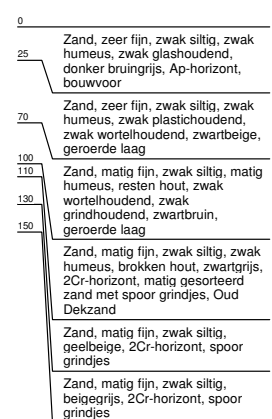 0
Zand, zeer fijn, zwak siltig, zwak
humeus, zwak glashoudend,
donker bruingrijs, Ap-horizont,
bouwvoor
25
Zand, zeer fijn, zwak siltig, zwak
humeus, zwak plastichoudend,
zwak wortelhoudend, zwartbeige,
geroerde laag
70
Zand, matig fijn, zwak siltig, matig
humeus, resten hout, zwak
wortelhoudend, zwak
grindhoudend, zwartbruin,
geroerde laag
100
110
130
150
Zand, matig fijn, zwak siltig, zwak
humeus, brokken hout, zwartgrijs,
2Cr-horizont, matig gesorteerd
zand met spoor grindjes, Oud
Dekzand
Zand, matig fijn, zwak siltig,
geelbeige, 2Cr-horizont, spoor
grindjes
Zand, matig fijn, zwak siltig,
beigegrijs, 2Cr-horizont, spoor
grindjes